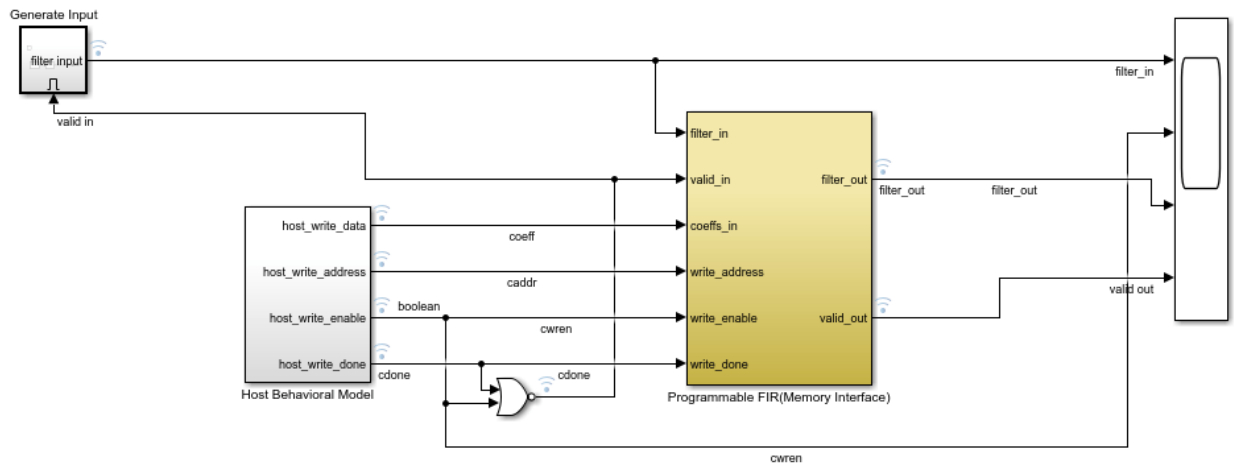 Generate Input
filter input
filter_in
valid in
filter_in
valid_in
filter_out
filter_out
filter_out
host_write_data
coeff
coeffs_in
host_write_address
caddr
write_address
boolean
valid out
host_write_enable
cwren
write_enable
valid_out
host_write_done
cdone
cdone
write_done
Host Behavioral Model
Programmable FIR(Memory Interface)
cwren